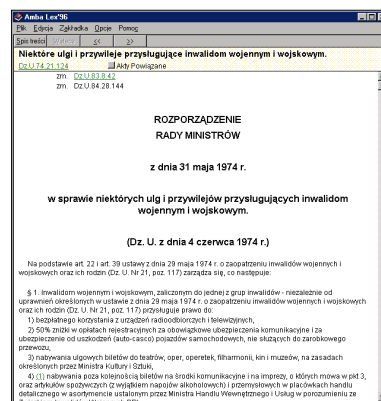 Amba Lex'96
Plik Edycja Zakładka Opcje Pomoc
Spis treści Wstecz << >>
Niektóre ulgi i przywileje przysługujące inwalidom wojennym i wojskowym.
Dz.U.74.21.124 Akty Powiązane
zm. Dz.U.83.8.42
zm. Dz.U.84.28.144
ROZPORZĄDZENIE
RADY MINISTRÓW
z dnia 31 maja 1974 r.
w sprawie niektórych ulg i przywilejów przysługujących inwalidom
wojennym i wojskowym.
(Dz. U. z dnia 4 czerwca 1974 r.)
Na podstawie art. 22 i art. 39 ustawy z dnia 29 maja 1974 r. o zaopatrzeniu inwalidów wojennych i
wojskowych oraz ich rodzin (Dz. U. Nr 21, poz. 117) zarządza się, co następuje:
§ 1. Inwalidom wojennym i wojskowym, zaliczonym do jednej z grup inwalidów - niezależnie od
uprawnień określonych w ustawie z dnia 29 maja 1974 r. o zaopatrzeniu inwalidów wojennych i wojskowych
oraz ich rodzin (Dz. U. Nr 21, poz. 117) przysługuje prawo do:
1) bezpłatnego korzystania z urządzeń radioodbiorczych i telewizyjnych,
2) 50% zniżki w opłatach rejestracyjnych za obowiązkowe ubezpieczenia komunikacyjne i za
ubezpieczenie od uszkodzeń (auto-casco) pojazdów samochodowych, nie służących do zarobkowego
przewozu,
3) nabywania ulgowych biletów do teatrów, oper, operetek, filharmonii, kin i muzeów, na zasadach
określonych przez Ministra Kultury i Sztuki,
4) (1) nabywania poza kolejnością biletów na środki komunikacyjne i na imprezy, o których mowa w pkt 3,
oraz artykułów spożywczych (z wyjątkiem napojów alkoholowych) i przemysłowych w placówkach handlu
detalicznego w asortymencie ustalonym przez Ministra Handlu Wewnętrznego i Usług w porozumieniu ze